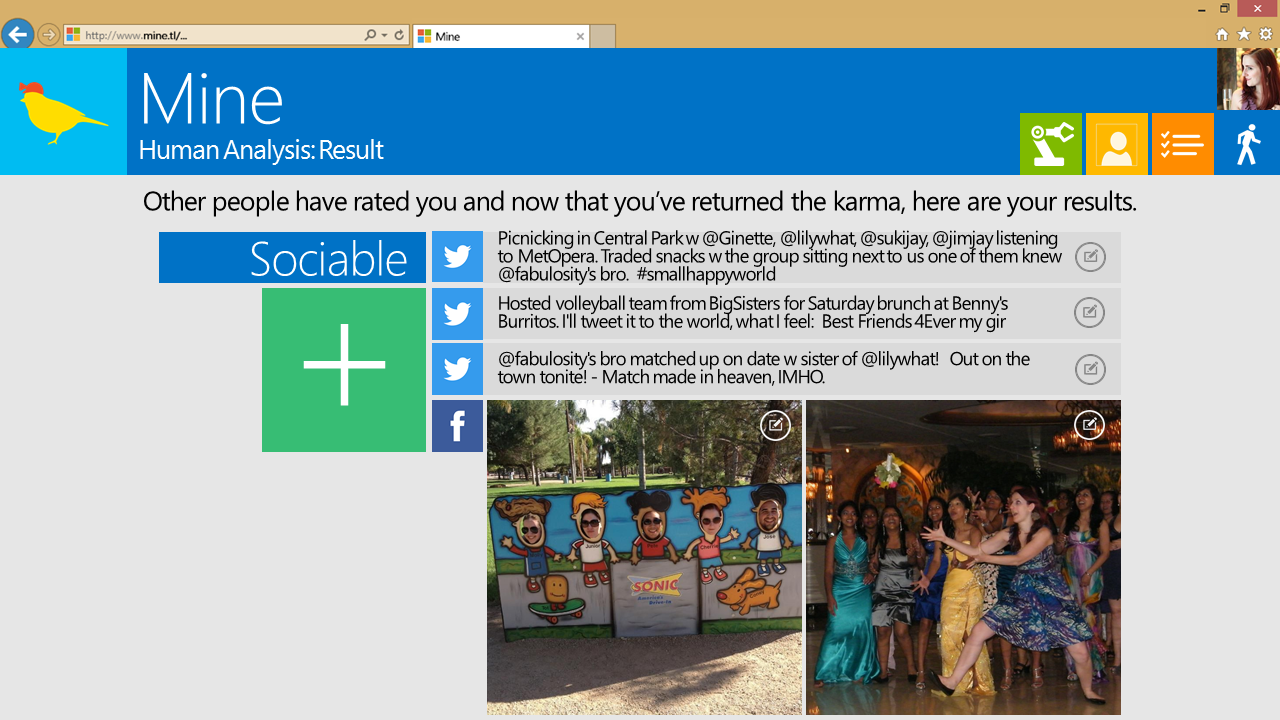 http://www.mine.tl/...
Mine
Mine
Human Analysis: Result
Other people have rated you and now that you’ve returned the karma, here are your results.
Sociable
Picnicking in Central Park w @Ginette, @lilywhat, @sukijay, @jimjay listening
to MetOpera. Traded snacks w the group sitting next to us one of them knew
@fabulosity's bro. #smallhappyworld
Hosted volleyball team from BigSisters for Saturday brunch at Benny's
Burritos. I'll tweet it to the world, what I feel: Best Friends 4Ever my gir
@fabulosity's bro matched up on date w sister of @lilywhat! Out on the
town tonite! - Match made in heaven, IMHO.
f
Junior
Charlie
Jose
SONIC
America's
Drive-In